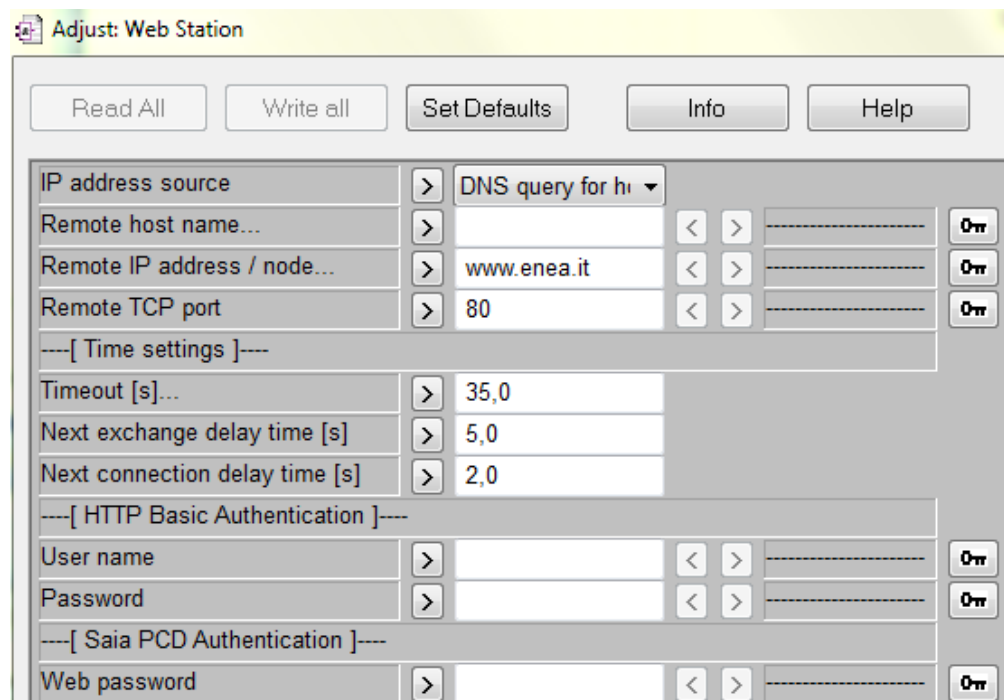 Adjust: Web Station
Read All Write all Set Defaults Info Help
IP address source > DNS query for h
Remote host name... > < > -----------------------
Remote IP address / node... > www.enea.it < > -----------------------
Remote TCP port > 80 < > -----------------------
----[ Time settings ]----
Timeout [s]... > 35,0
Next exchange delay time [s] > 5,0
Next connection delay time [s] > 2,0
----[ HTTP Basic Authentication ]----
User name > < > -----------------------
Password > < > -----------------------
----[ Saia PCD Authentication ]----
Web password > < > -----------------------